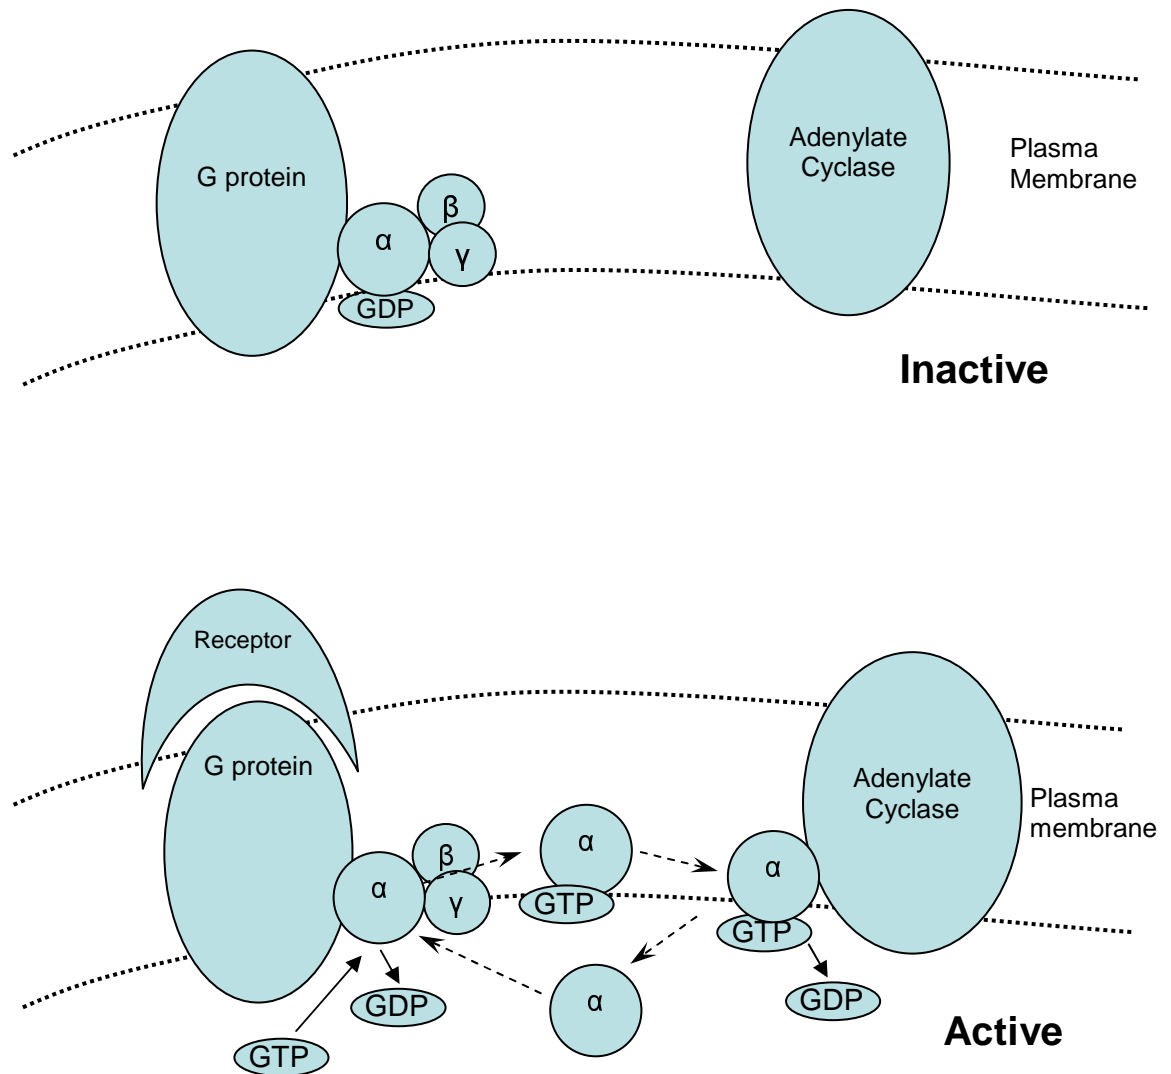 G protein
α
β
γ
GDP
Adenylate
Cyclase
Plasma
Membrane
Inactive
Receptor
G protein
α
β
γ
α
GTP
α
GTP
Adenylate
Cyclase
Plasma
membrane
GDP
α
GDP
GTP
Active